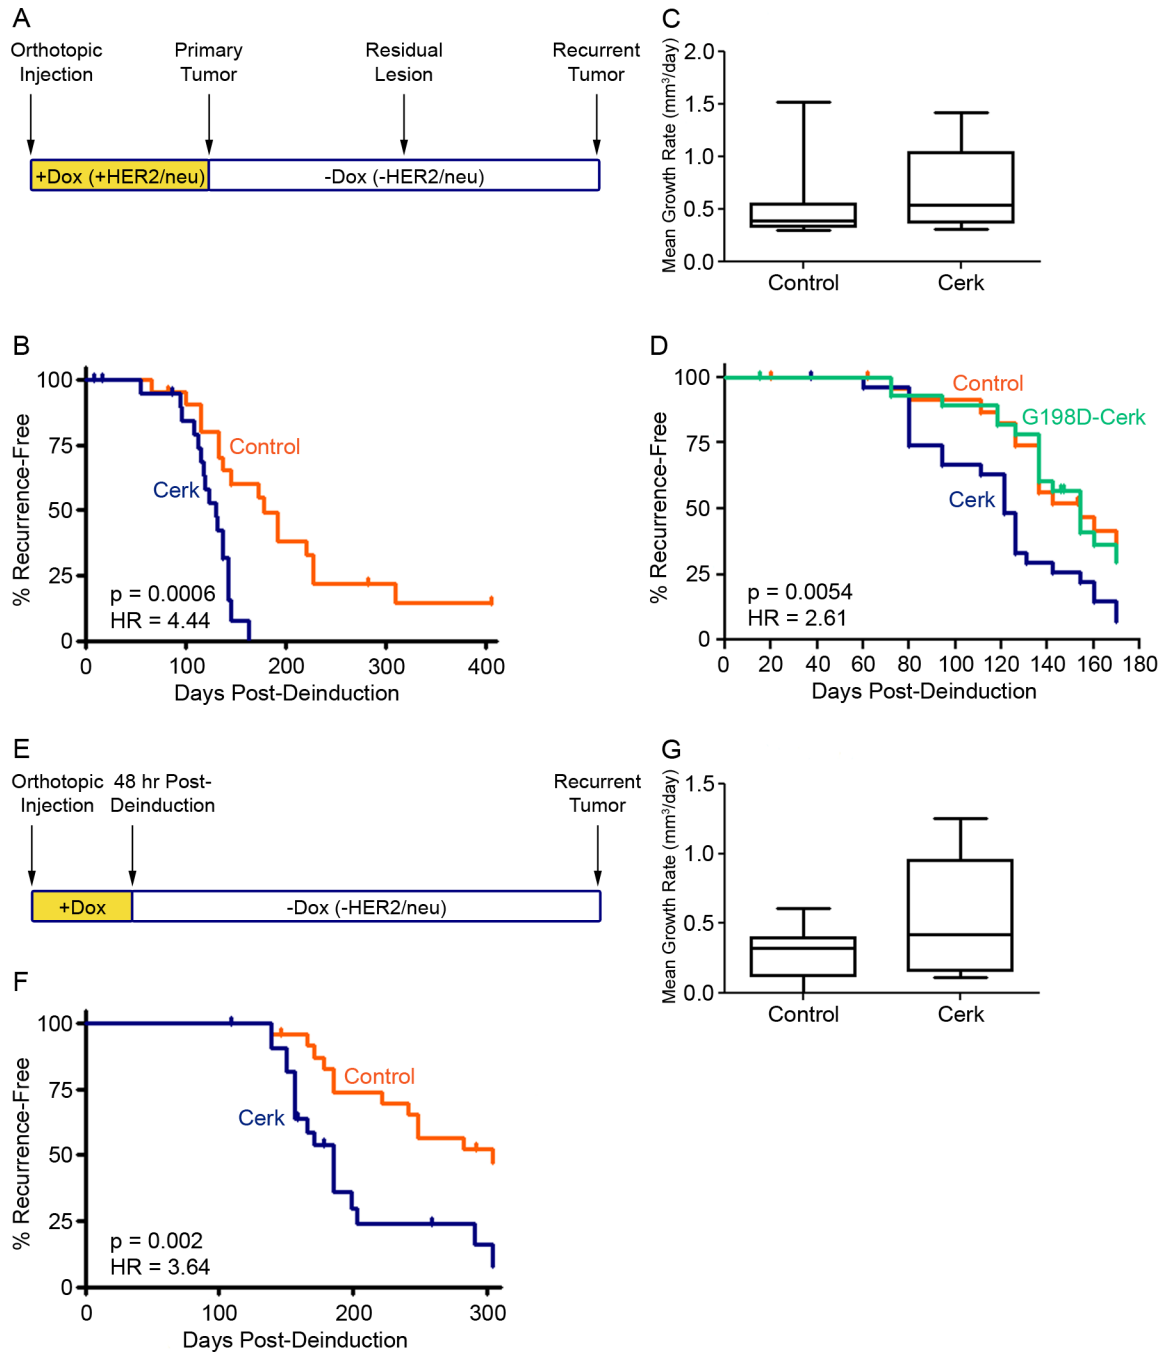 A
Orthotopic
Injection
Primary
Tumor
Residual
Lesion
Recurrent
Tumor
+Dox (+HER2/neu)
-Dox (-HER2/neu)
C
Mean Growth Rate (mm³/day)
2.0
1.5
1.0
0.5
0.0
Control
Cerk
B
% Recurrence-Free
100
75
50
25
0
Control
Cerk
p = 0.0006
HR = 4.44
0 100 200 300 400
Days Post-Deinduction
D
% Recurrence-Free
100
75
50
25
0
Control
G198D-Cerk
Cerk
p = 0.0054
HR = 2.61
0 20 40 60 80 100 120 140 160 180
Days Post-Deinduction
E
Orthotopic
Injection
48 hr Post-
Deinduction
Recurrent
Tumor
+Dox
-Dox (-HER2/neu)
G
Mean Growth Rate (mm³/day)
1.5
1.0
0.5
0.0
Control
Cerk
F
% Recurrence-Free
100
75
50
25
0
Control
Cerk
p = 0.002
HR = 3.64
0 100 200 300
Days Post-Deinduction